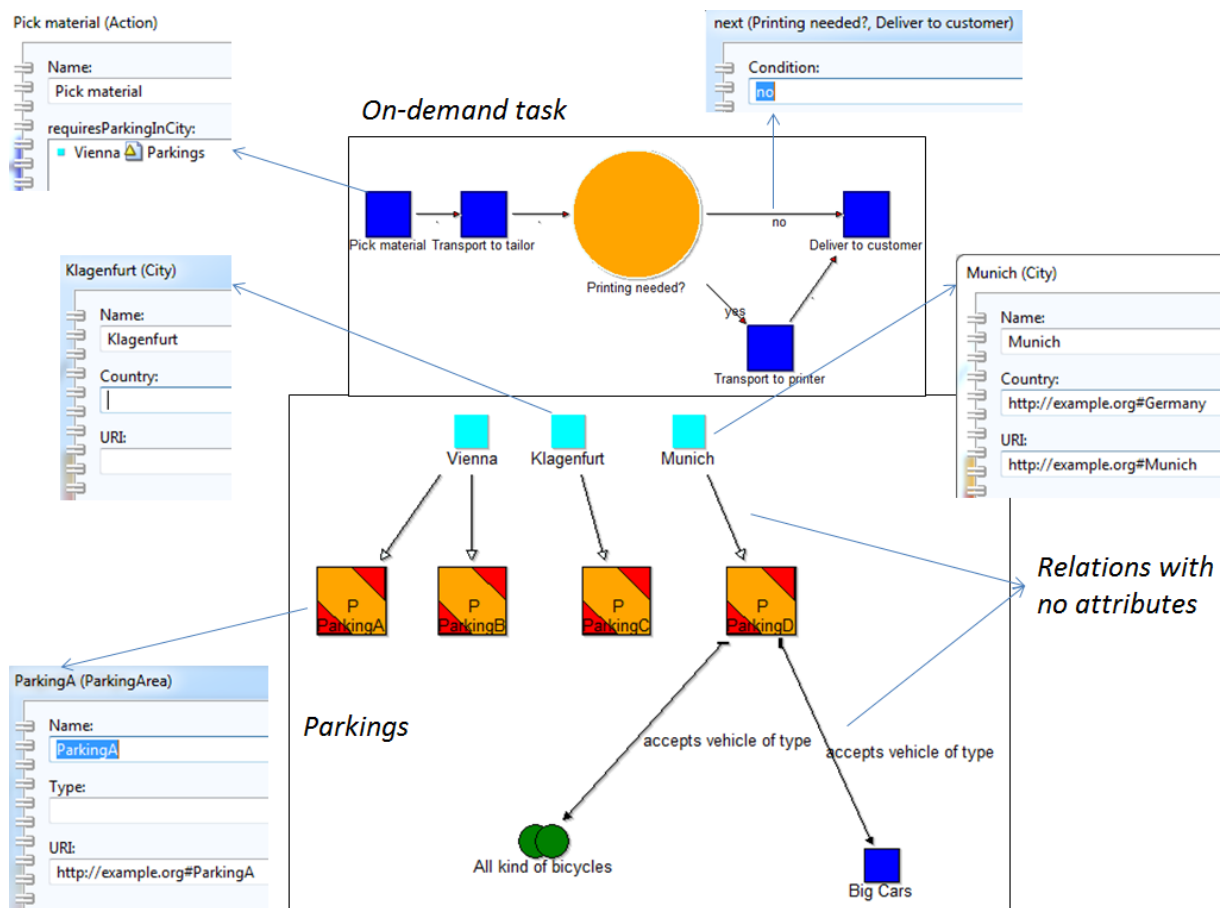 Pick material (Action)
Name:
Pick material
requiresParkingInCity:
Vienna Parkings
next (Printing needed?, Deliver to customer)
Condition:
no
On-demand task
Pick material
Transport to tailor
Printing needed?
no
Deliver to customer
yes
Transport to printer
Klagenfurt (City)
Name:
Klagenfurt
Country:
URI:
Munich (City)
Name:
Munich
Country:
http://example.org#Germany
URI:
http://example.org#Munich
Vienna
Klagenfurt
Munich
P
ParkingA
P
ParkingB
P
ParkingC
P
ParkingD
Relations with
no attributes
ParkingA (ParkingArea)
Name:
ParkingA
Type:
URI:
http://example.org#ParkingA
Parkings
accepts vehicle of type
accepts vehicle of type
All kind of bicycles
Big Cars